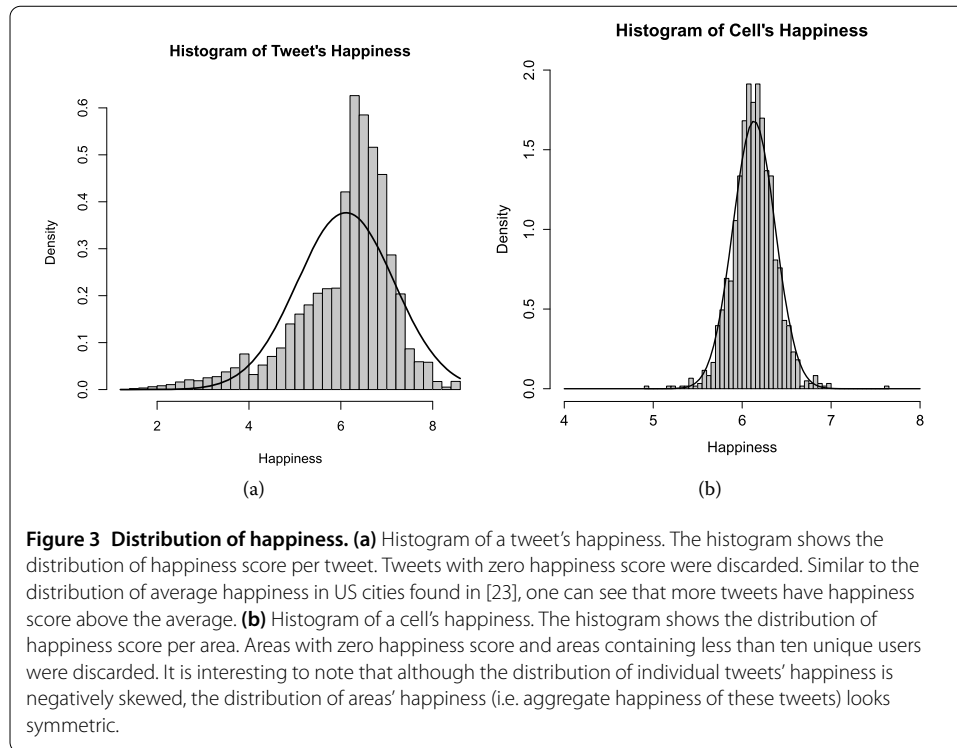 Histogram of Tweet's Happiness
0.6
0.5
0.4
0.3
0.2
0.1
0.0
Density
2 4 6 8
Happiness
(a)
Histogram of Cell's Happiness
2.0
1.5
1.0
0.5
0.0
Density
4 5 6 7 8
Happiness
(b)
Figure 3 Distribution of happiness. (a) Histogram of a tweet's happiness. The histogram shows the
distribution of happiness score per tweet. Tweets with zero happiness score were discarded. Similar to the
distribution of average happiness in US cities found in [23], one can see that more tweets have happiness
score above the average. (b) Histogram of a cell's happiness. The histogram shows the distribution of
happiness score per area. Areas with zero happiness score and areas containing less than ten unique users
were discarded. It is interesting to note that although the distribution of individual tweets' happiness is
negatively skewed, the distribution of areas' happiness (i.e. aggregate happiness of these tweets) looks
symmetric.